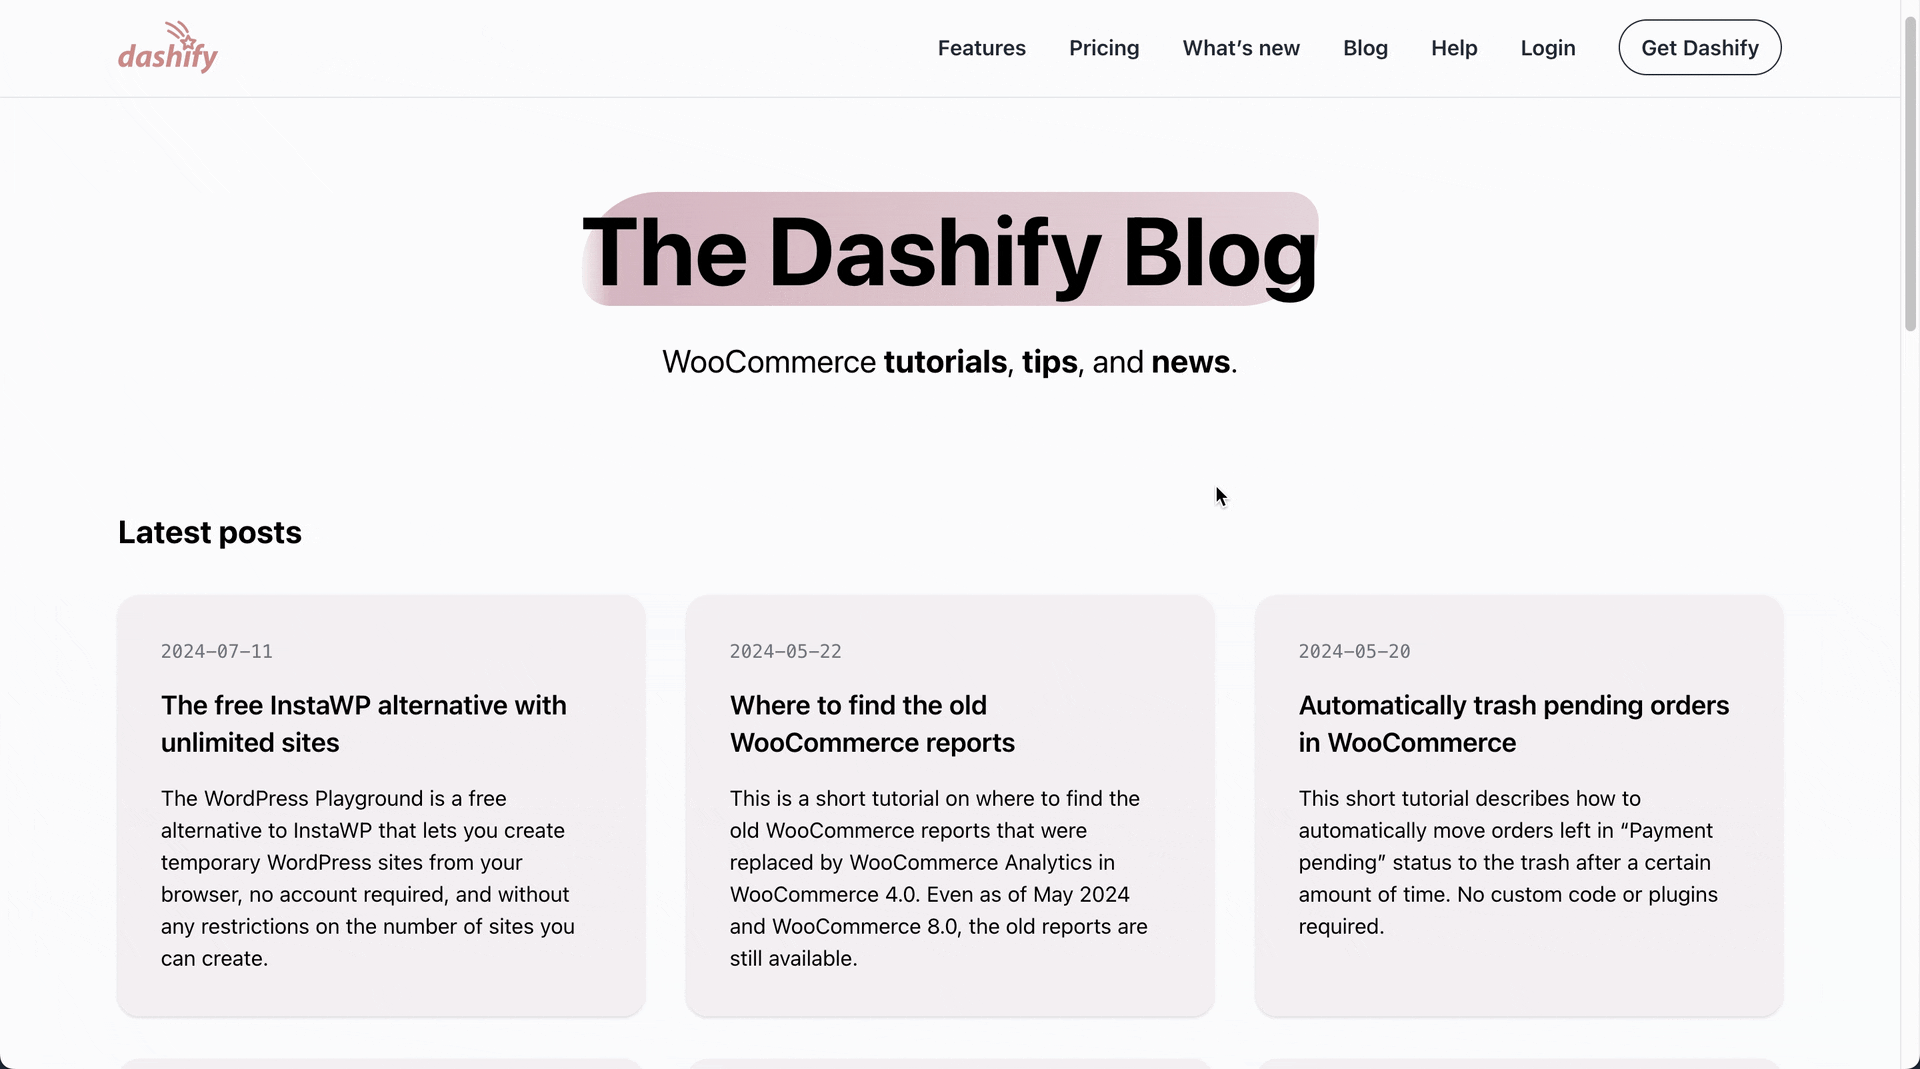 dashify
Features
Pricing
What’s new
Blog
Help
Login
Get Dashify
The Dashify Blog
WooCommerce tutorials, tips, and news.
Latest posts
2024-07-11
The free InstaWP alternative with
unlimited sites
The WordPress Playground is a free
alternative to InstaWP that lets you create
temporary WordPress sites from your
browser, no account required, and without
any restrictions on the number of sites you
can create.
2024-05-22
Where to find the old
WooCommerce reports
This is a short tutorial on where to find the
old WooCommerce reports that were
replaced by WooCommerce Analytics in
WooCommerce 4.0. Even as of May 2024
and WooCommerce 8.0, the old reports are
still available.
2024-05-20
Automatically trash pending orders
in WooCommerce
This short tutorial describes how to
automatically move orders left in “Payment
pending” status to the trash after a certain
amount of time. No custom code or plugins
required.